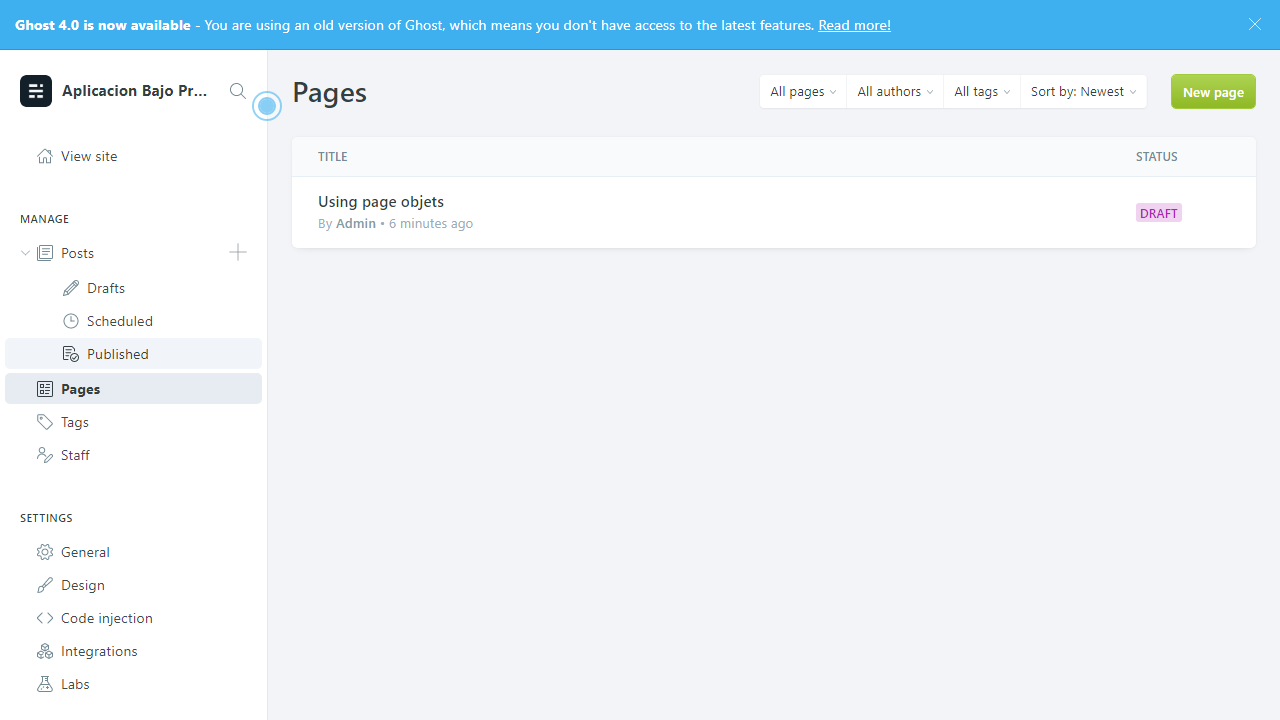 Ghost 4.0 is now available - You are using an old version of Ghost, which means you don't have access to the latest features. Read more!
Aplicacion Bajo Pr...
View site
MANAGE
Posts
Drafts
Scheduled
Published
Pages
Tags
Staff
SETTINGS
General
Design
Code injection
Integrations
Labs
Pages
All pages
All authors
All tags
Sort by: Newest
New page
TITLE
STATUS
Using page objets
By Admin • 6 minutes ago
DRAFT